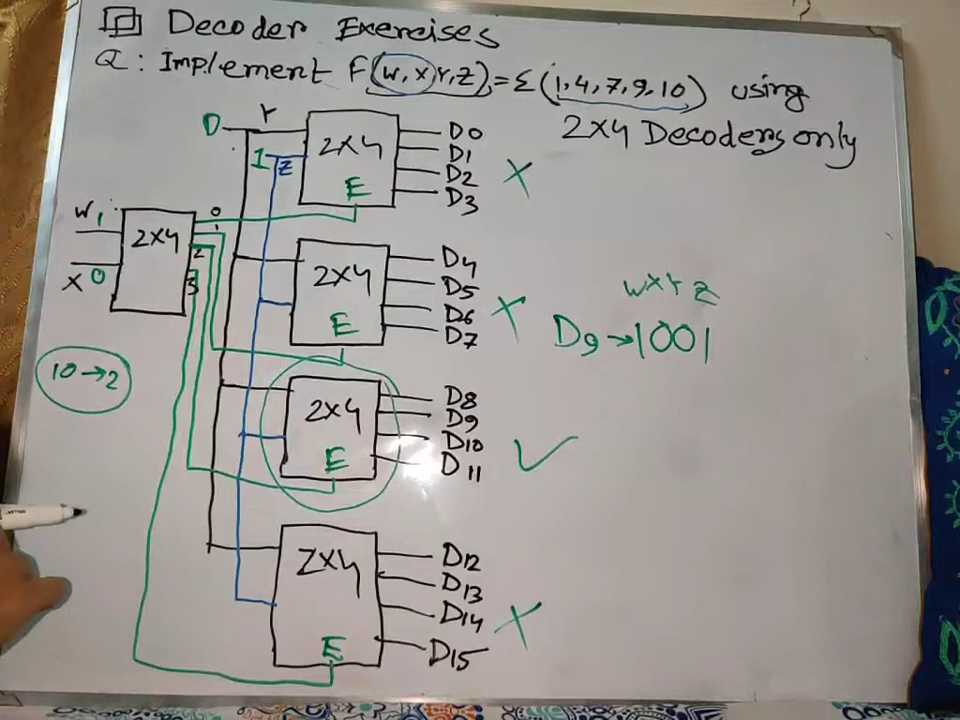 Decoder Exercises
Q: Implement F(W,X,Y,Z)=Σ(1,4,7,9,10) using
2x4 Decoders only
0 Y 2x4 D0
1 Z D1
D2 X
E D3
W 1 2x4 0
1
2
X 0 3
2x4 D4
D5
D6 X
E D7
W X Y Z
D9→1001
10→2
2x4 D8
D9
D10 ✓
E D11
2x4 D12
D13
D14 X
E D15